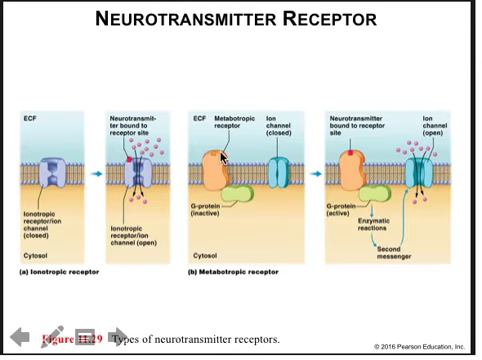 NEUROTRANSMITTER RECEPTOR
ECF
Ionotropic
receptor/ion
channel
(closed)
Cytosol
Neurotransmit-
ter bound to
receptor site
Ionotropic
receptor/ion
channel (open)
(a) Ionotropic receptor
ECF
Metabotropic
receptor
Ion
channel
(closed)
G-protein
(inactive)
Cytosol
Neurotransmitter
bound to receptor
site
Ion
channel
(open)
G-protein
(active)
Enzymatic
reactions
Second
messenger
(b) Metabotropic receptor
Figure 11.29 Types of neurotransmitter receptors.
© 2016 Pearson Education, Inc.